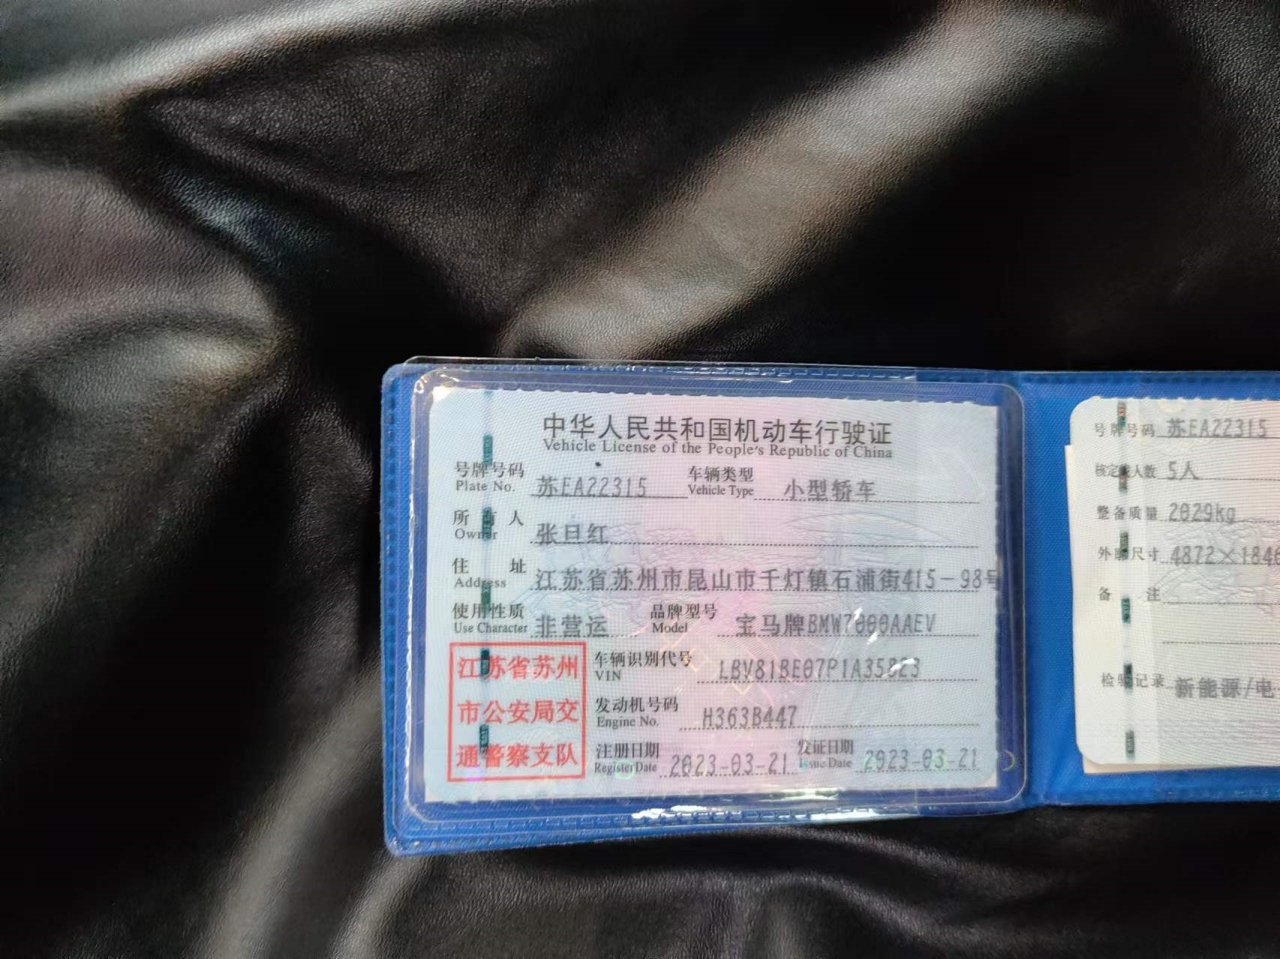 中华人民共和国机动车行驶证
Vehicle License of the People's Republic of China
号牌号码 苏EA22315 车辆类型 小型轿车
Plate No. Vehicle Type
所有人 张日红
Owner
住址 江苏省苏州市昆山市千灯镇石浦街415-98号
Address
使用性质 非营运 品牌型号 宝马牌BMW7000AAEV
Use Character Model
江苏省苏州
市公安局交
通警察支队
车辆识别代号 LBV81BE07P1A35823
VIN
发动机号码 H363B447
Engine No.
注册日期 2023-03-21 发证日期 2023-03-21
Register Date Issue Date
号牌号码 苏EA22315
核定载人数 5人
整备质量 2029kg
外廓尺寸 4872×184
备注
检验记录 新能源/电